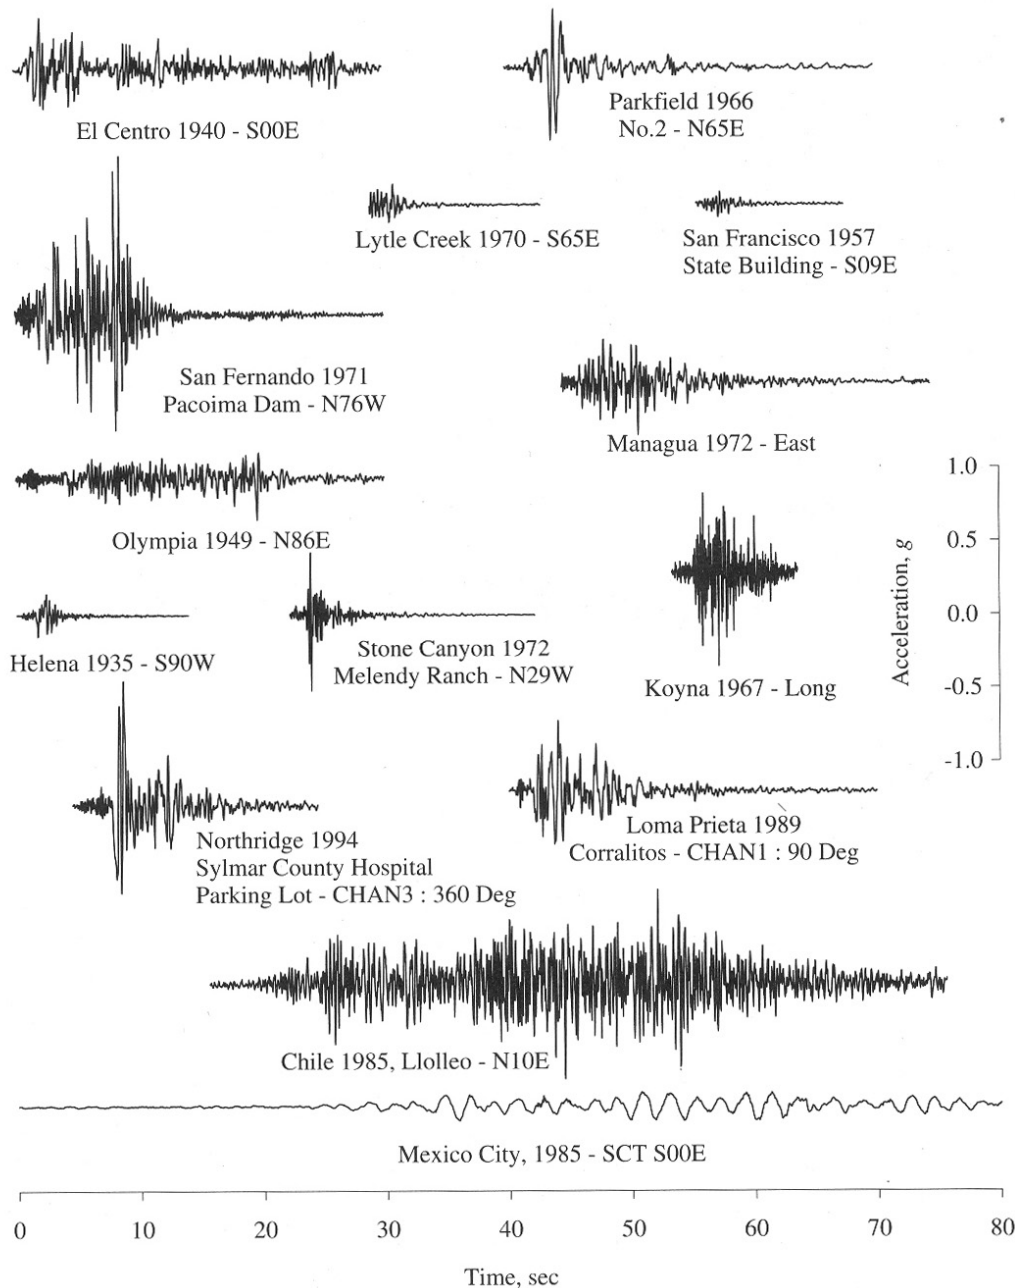 El Centro 1940 - S00E
Parkfield 1966
No.2 - N65E
Lytle Creek 1970 - S65E
San Francisco 1957
State Building - S09E
San Fernando 1971
Pacoima Dam - N76W
Managua 1972 - East
Olympia 1949 - N86E
1.0
0.5
0.0
-0.5
-1.0
Acceleration, g
Helena 1935 - S90W
Stone Canyon 1972
Melendy Ranch - N29W
Koyna 1967 - Long
Northridge 1994
Sylmar County Hospital
Parking Lot - CHAN3 : 360 Deg
Loma Prieta 1989
Corralitos - CHAN1 : 90 Deg
Chile 1985, Llolleo - N10E
Mexico City, 1985 - SCT S00E
0 10 20 30 40 50 60 70 80
Time, sec